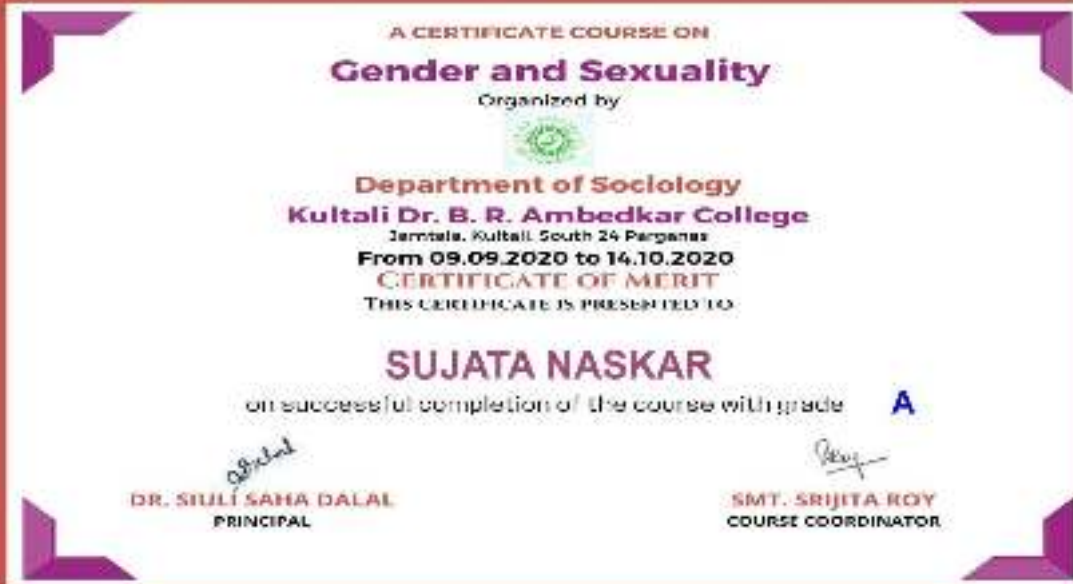 A CERTIFICATE COURSE ON
Gender and Sexuality
Organized by
Department of Sociology
Kultali Dr. B. R. Ambedkar College
Jamtala, Kultali, South 24 Parganas
From 09.09.2020 to 14.10.2020
CERTIFICATE OF MERIT
THIS CERTIFICATE IS PRESENTED TO
SUJATA NASKAR
on successful completion of the course with grade A
DR. SIULI SAHA DALAL
PRINCIPAL
SMT. SRIJITA ROY
COURSE COORDINATOR